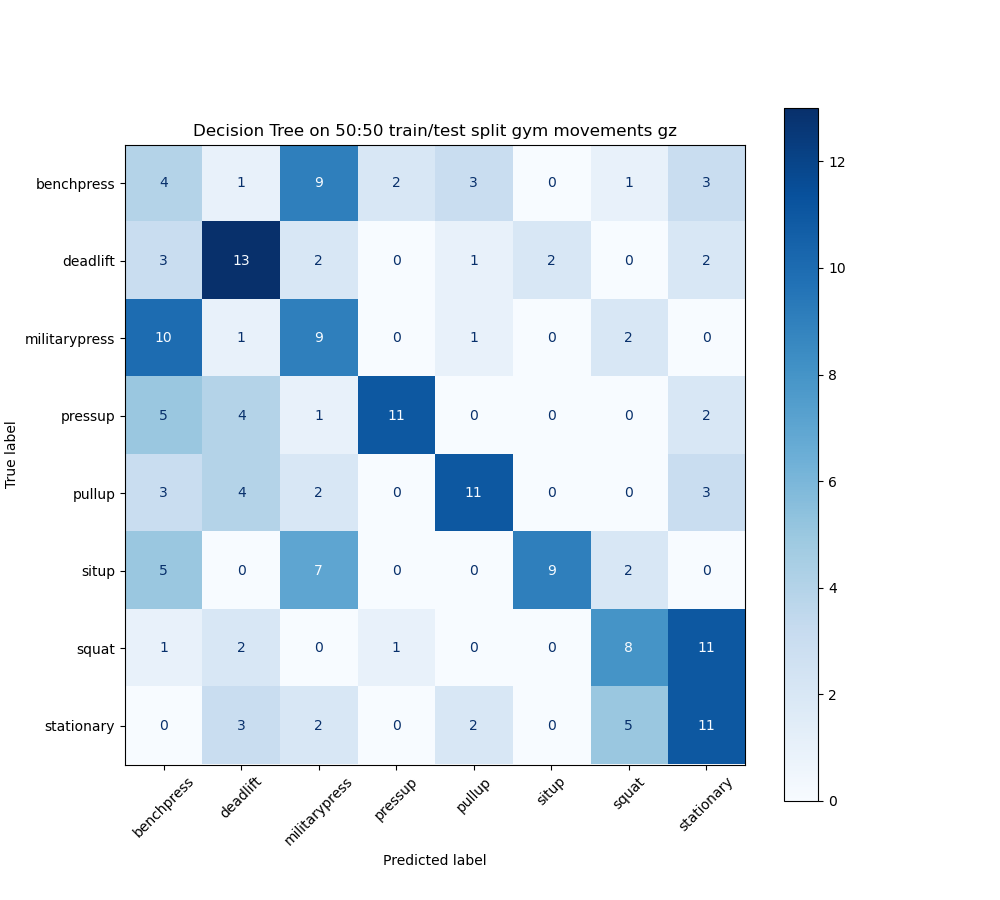 Decision Tree on 50:50 train/test split gym movements gz
benchpress 4 1 9 2 3 0 1 3
deadlift 3 13 2 0 1 2 0 2
militarypress 10 1 9 0 1 0 2 0
pressup 5 4 1 11 0 0 0 2
pullup 3 4 2 0 11 0 0 3
situp 5 0 7 0 0 9 2 0
squat 1 2 0 1 0 0 8 11
stationary 0 3 2 0 2 0 5 11
benchpress deadlift militarypress pressup pullup situp squat stationary
Predicted label
True label
12
10
8
6
4
2
0